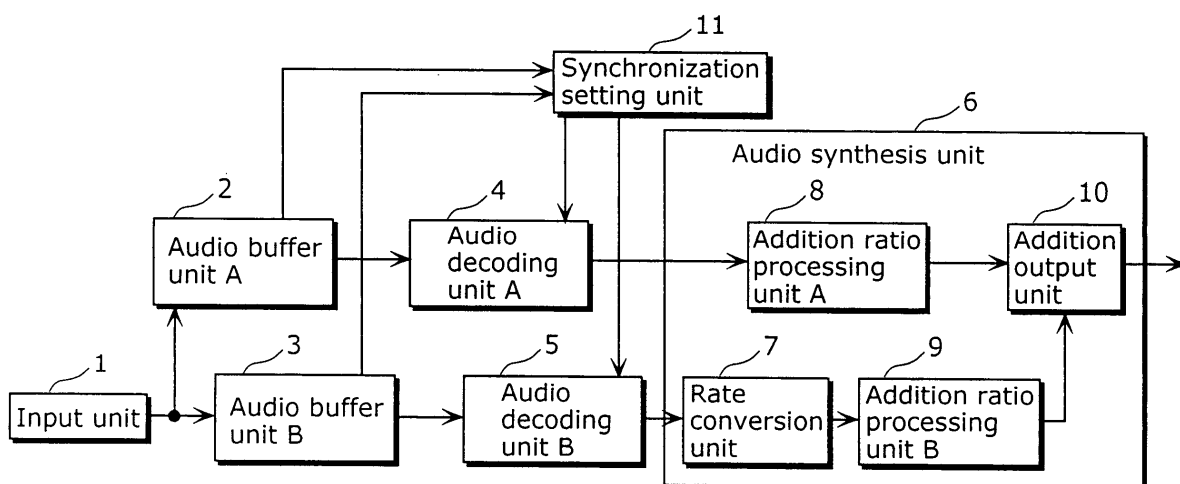 11
Synchronization
setting unit
6
Audio synthesis unit
2
Audio buffer
unit A
4
Audio
decoding
unit A
8
Addition ratio
processing
unit A
10
Addition
output
unit
1
Input unit
3
Audio buffer
unit B
5
Audio
decoding
unit B
7
Rate
conversion
unit
9
Addition ratio
processing
unit B